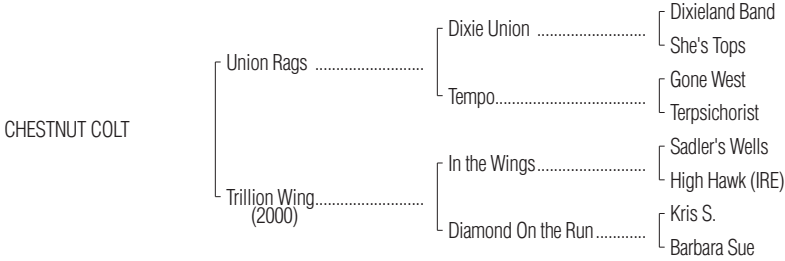 Dixieland Band
Dixie Union ..........................
She's Tops
Union Rags ..........................
Gone West
Tempo....................................
Terpsichorist
CHESTNUT COLT
Sadler's Wells
In the Wings..........................
High Hawk (IRE)
Trillion Wing..........................
(2000)
Kris S.
Diamond On the Run............
Barbara Sue